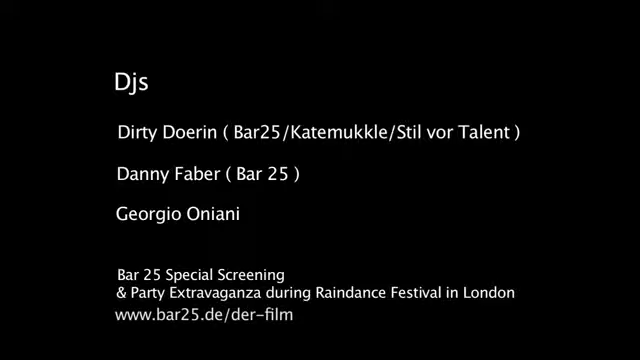 Djs
Dirty Doerin ( Bar25/Katemukkle/Stil vor Talent )
Danny Faber ( Bar 25 )
Georgio Oniani
Bar 25 Special Screening
& Party Extravaganza during Raindance Festival in London
www.bar25.de/der-film